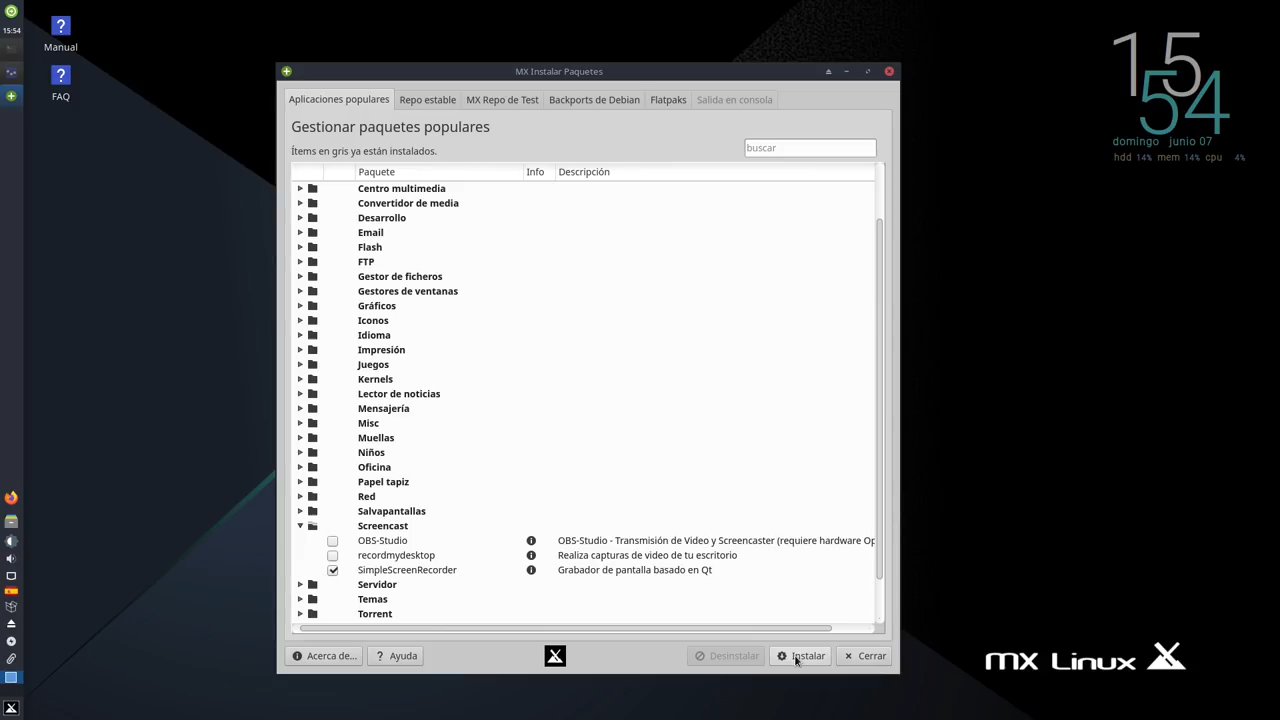 15:54
Manual
FAQ
MX Instalar Paquetes
Aplicaciones populares
Repo estable
MX Repo de Test
Backports de Debian
Flatpaks
Salida en consola
Gestionar paquetes populares
Ítems en gris ya están instalados.
buscar
Paquete Info Descripción
Centro multimedia
Convertidor de media
Desarrollo
Email
Flash
FTP
Gestor de ficheros
Gestores de ventanas
Gráficos
Iconos
Idioma
Impresión
Juegos
Kernels
Lector de noticias
Mensajería
Misc
Muellas
Niños
Oficina
Papel tapiz
Red
Salvapantallas
Screencast
OBS-Studio OBS-Studio - Transmisión de Video y Screencaster (requiere hardware Op
recordmydesktop Realiza capturas de video de tu escritorio
SimpleScreenRecorder Grabador de pantalla basado en Qt
Servidor
Temas
Torrent
Acerca de...
? Ayuda
Desinstalar
Instalar
Cerrar
15
54
domingo junio 07
hdd 14% mem 14% cpu 4%
MX Linux